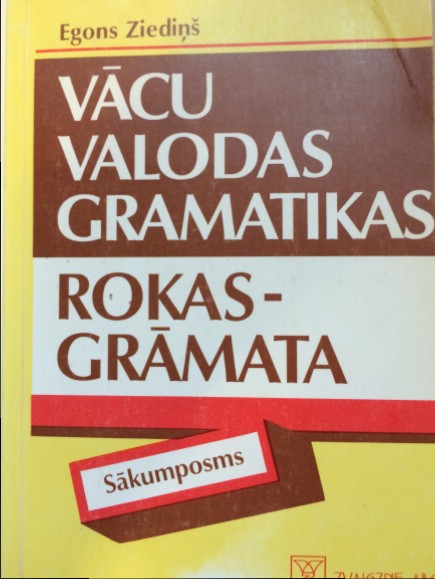 Egons Ziediņš
VĀCU
VALODAS
GRAMATIKAS
ROKAS-
GRĀMATA
Sākumposms